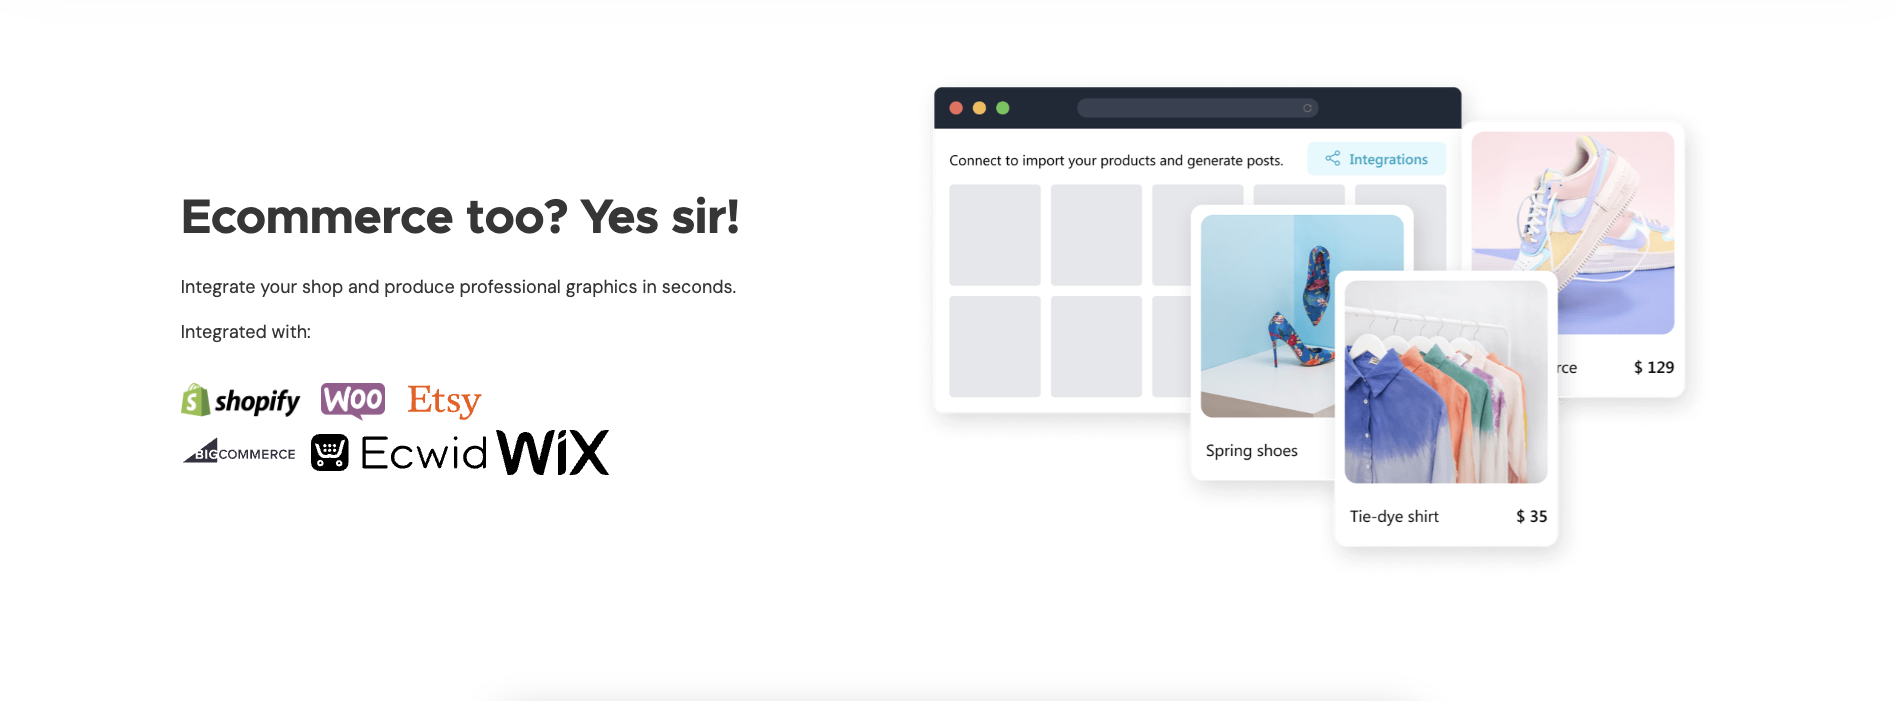 Ecommerce too? Yes sir!
Integrate your shop and produce professional graphics in seconds.
Integrated with:
shopify WOO Etsy
BIGCOMMERCE Ecwid WiX
Connect to import your products and generate posts.
Integrations
rce $ 129
Spring shoes
Tie-dye shirt $ 35